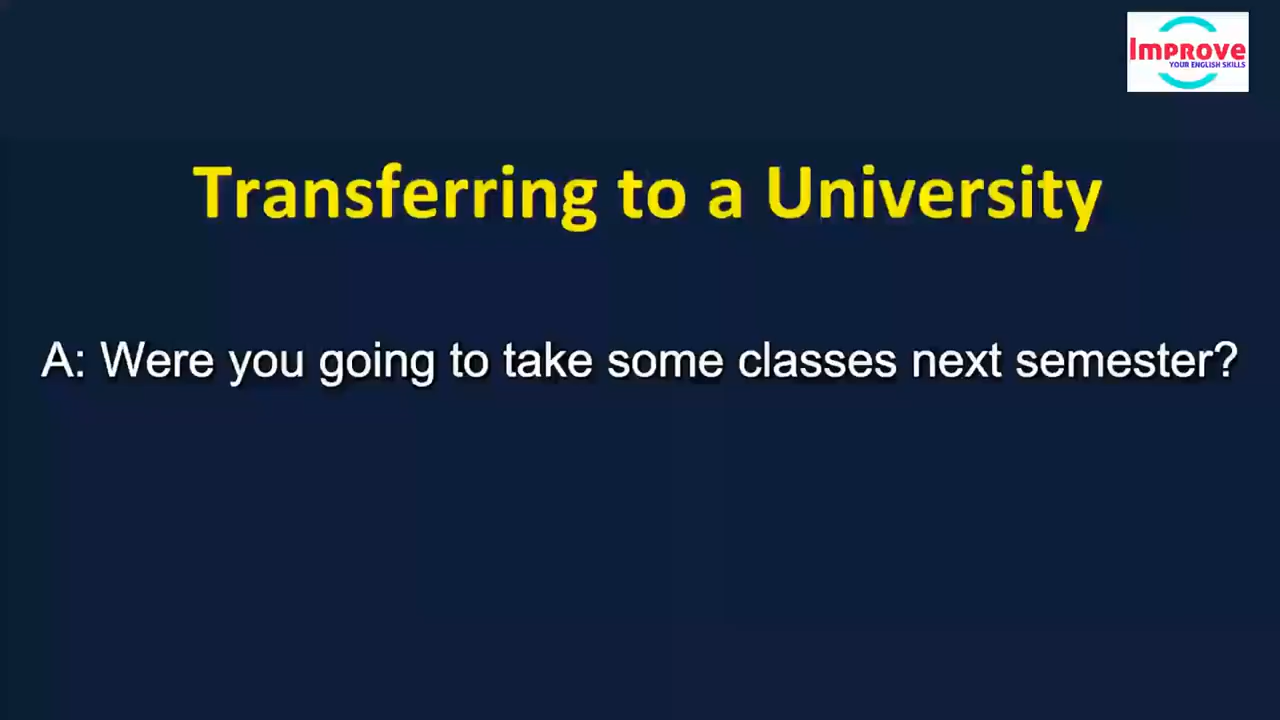 Improve
YOUR ENGLISH SKILLS
Transferring to a University
A: Were you going to take some classes next semester?